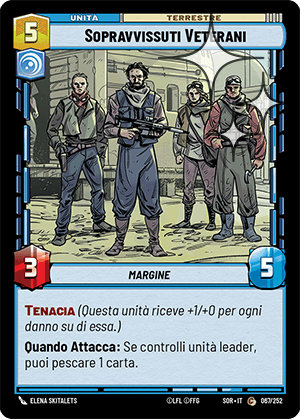 UNITÀ
TERRESTRE
5
SOPRAVVISSUTI VETERANI
3
MARGINE
5
TENACIA (Questa unità riceve +1/+0 per ogni
danno su di essa.)
Quando Attacca: Se controlli unità leader,
puoi pescare 1 carta.
ELENA SKITALETS
©LFL ©FFG
SOR • IT C 067/252